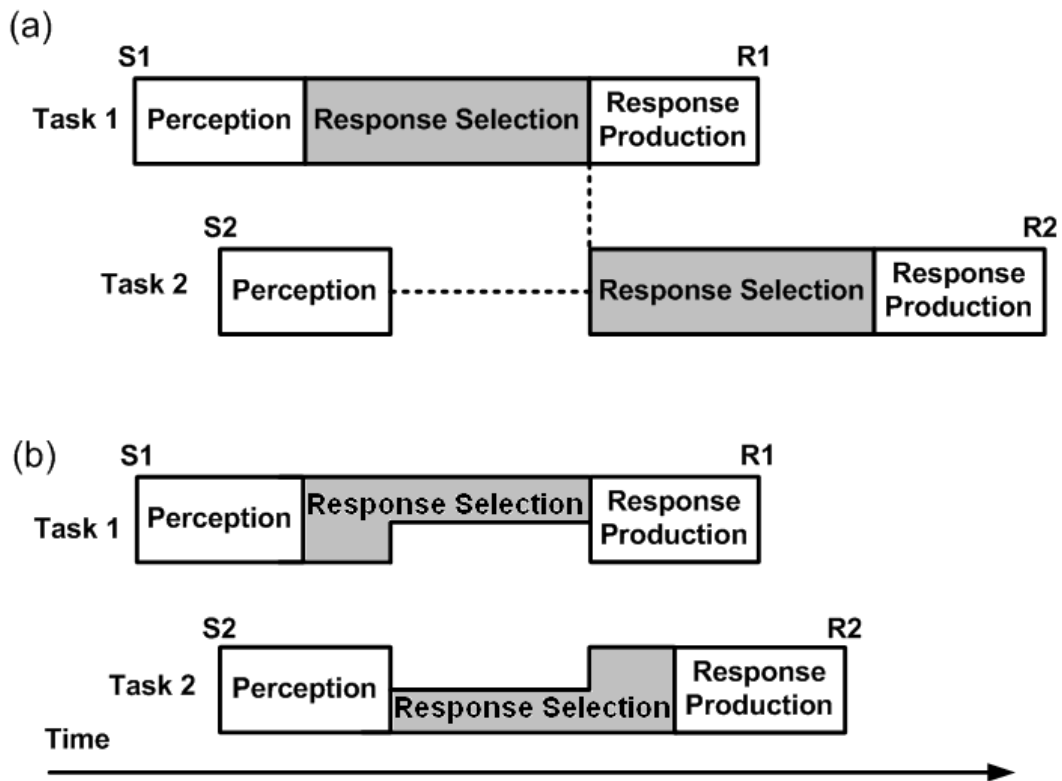 (a)
S1 R1
Task 1 Perception Response Selection Response
Production
S2 R2
Task 2 Perception Response Selection Response
Production
(b)
S1 R1
Task 1 Perception Response Selection Response
Production
S2 R2
Task 2 Perception Response Selection Response
Production
Time